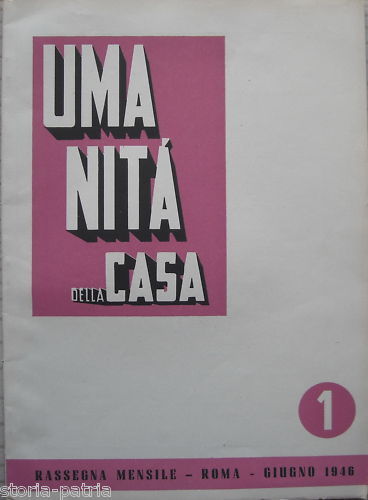 UMA
NITÁ
DELLA CASA
1
RASSEGNA MENSILE – ROMA - GIUGNO 1946
storia-patria